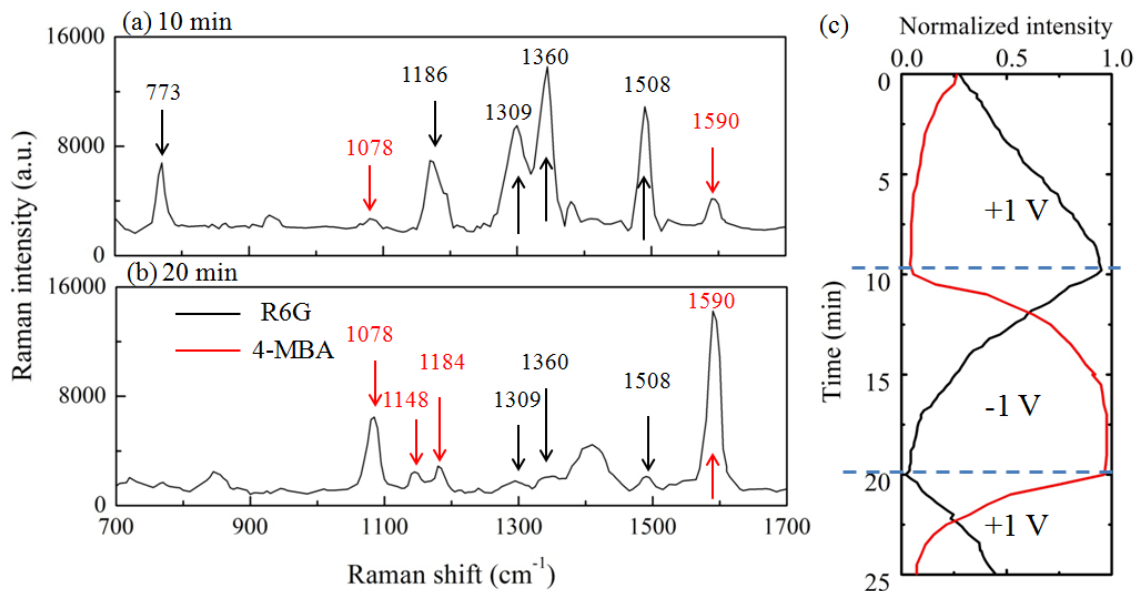 (a) 10 min
16000
8000
0
773
1078
1186
1309
1360
1508
1590
(b) 20 min
16000
8000
0
R6G
4-MBA
1078
1148
1184
1309
1360
1508
1590
700 900 1100 1300 1500 1700
Raman shift (cm-1)
Raman intensity (a.u.)
(c)
Normalized intensity
0.0 0.5 1.0
0
5
10
15
20
25
Time (min)
+1 V
-1 V
+1 V